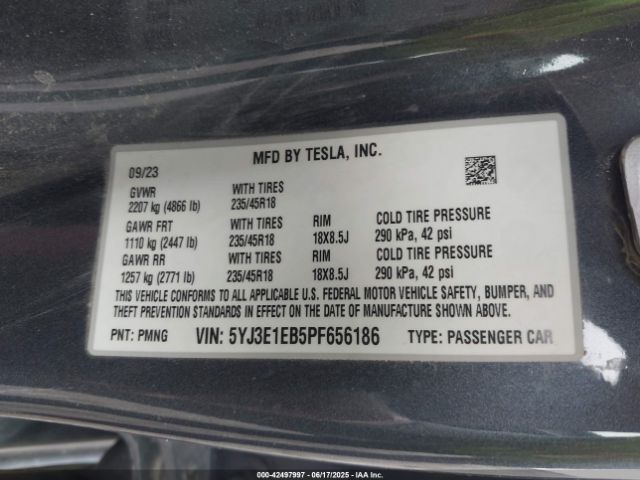 MFD BY TESLA, INC.
09/23
GVWR WITH TIRES
2207 kg (4866 lb) 235/45R18
GAWR FRT WITH TIRES RIM COLD TIRE PRESSURE
1110 kg (2447 lb) 235/45R18 18X8.5J 290 kPa, 42 psi
GAWR RR WITH TIRES RIM COLD TIRE PRESSURE
1257 kg (2771 lb) 235/45R18 18X8.5J 290 kPa, 42 psi
THIS VEHICLE CONFORMS TO ALL APPLICABLE U.S. FEDERAL MOTOR VEHICLE SAFETY, BUMPER, AND
THEFT PREVENTION STANDARDS IN EFFECT ON THE DATE OF MANUFACTURE SHOWN ABOVE.
PNT: PMNG VIN: 5YJ3E1EB5PF656186 TYPE: PASSENGER CAR
000-42497997 - 06/17/2025 - IAA Inc.